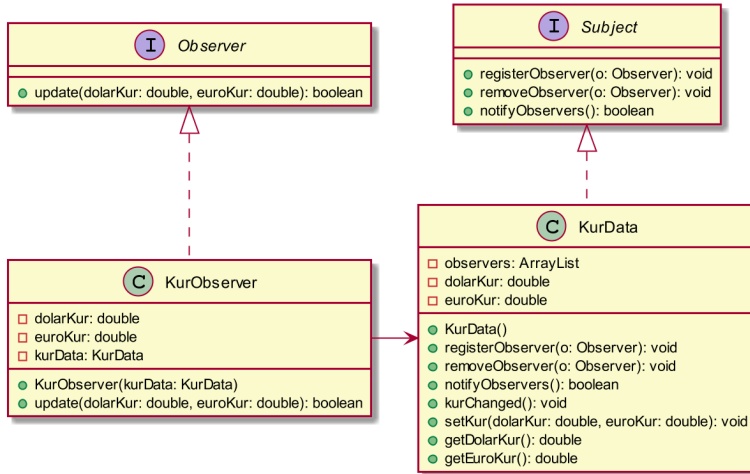 I Observer
update(dolarKur: double, euroKur: double): boolean
I Subject
registerObserver(o: Observer): void
removeObserver(o: Observer): void
notifyObservers(): boolean
C KurObserver
dolarKur: double
euroKur: double
kurData: KurData
KurObserver(kurData: KurData)
update(dolarKur: double, euroKur: double): boolean
C KurData
observers: ArrayList
dolarKur: double
euroKur: double
KurData()
registerObserver(o: Observer): void
removeObserver(o: Observer): void
notifyObservers(): boolean
kurChanged(): void
setKur(dolarKur: double, euroKur: double): void
getDolarKur(): double
getEuroKur(): double